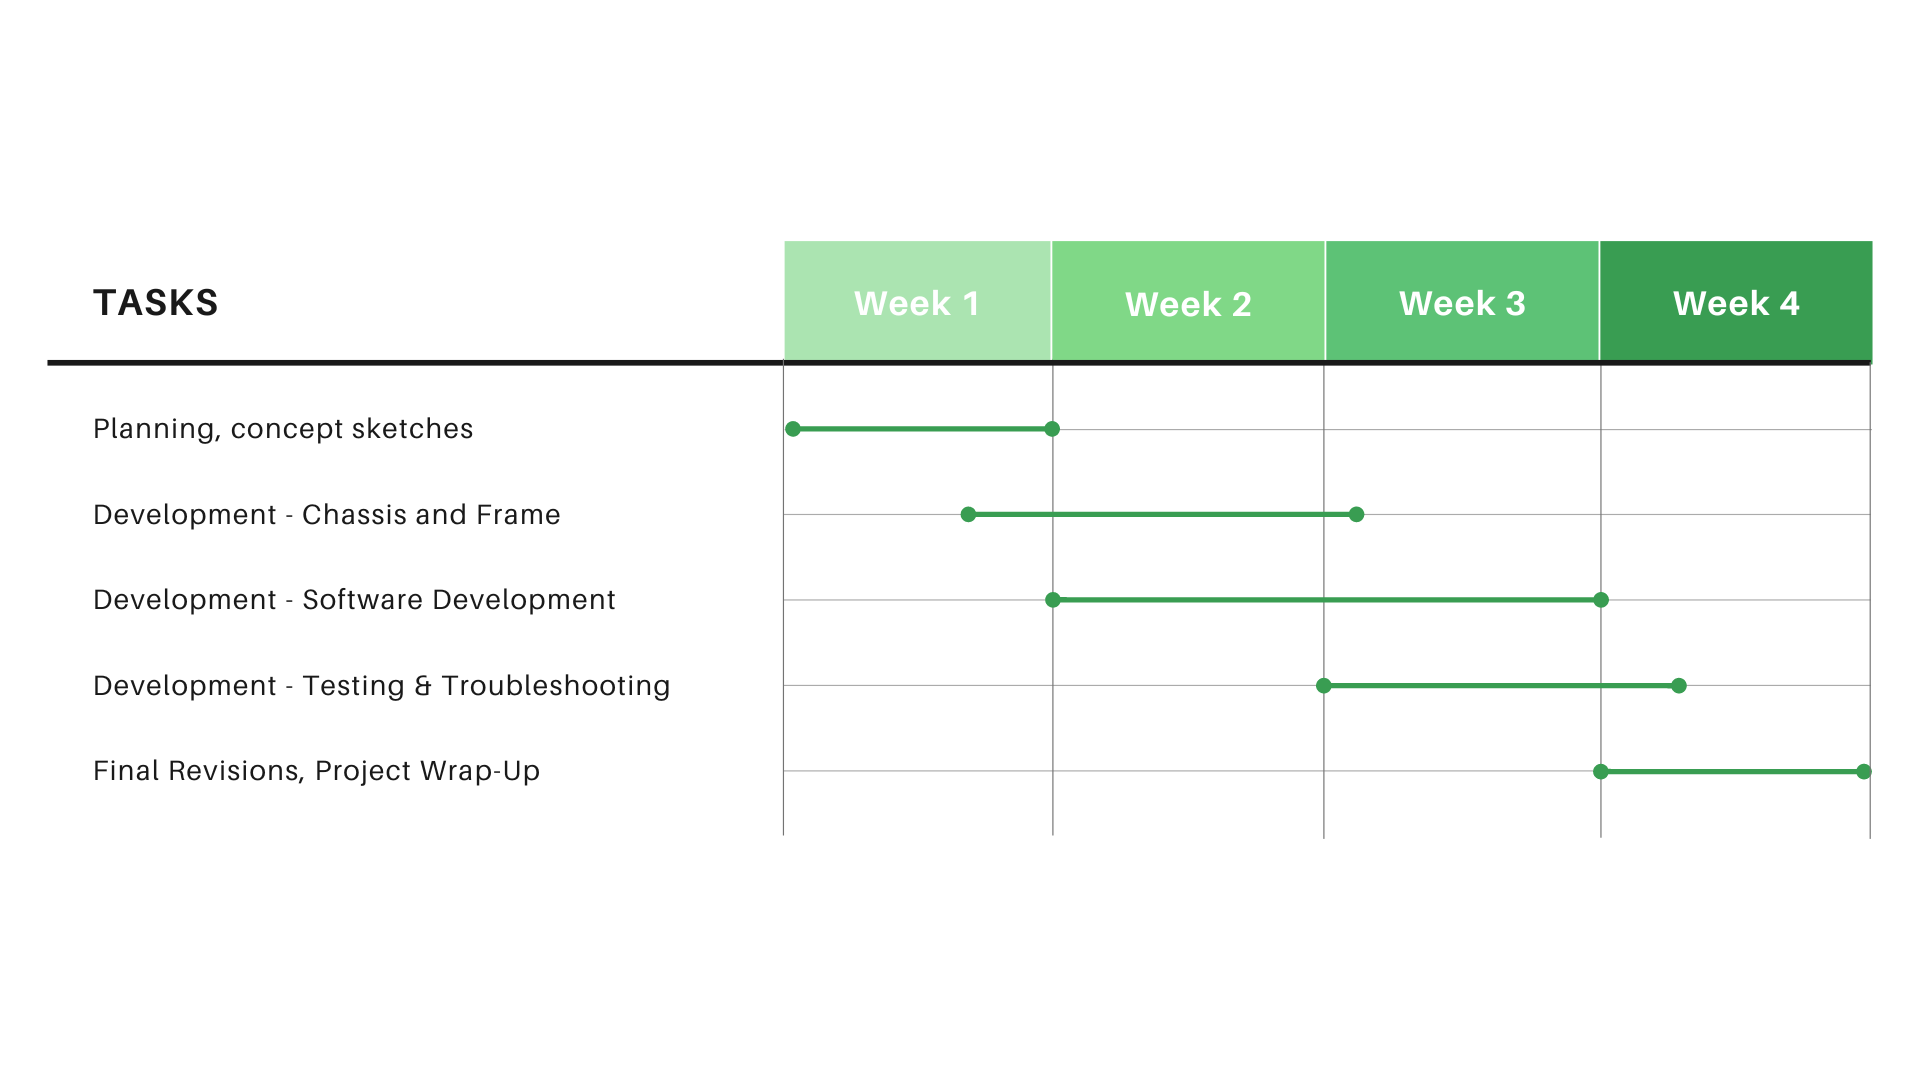 TASKS Week 1 Week 2 Week 3 Week 4
Planning, concept sketches
Development - Chassis and Frame
Development - Software Development
Development - Testing & Troubleshooting
Final Revisions, Project Wrap-Up